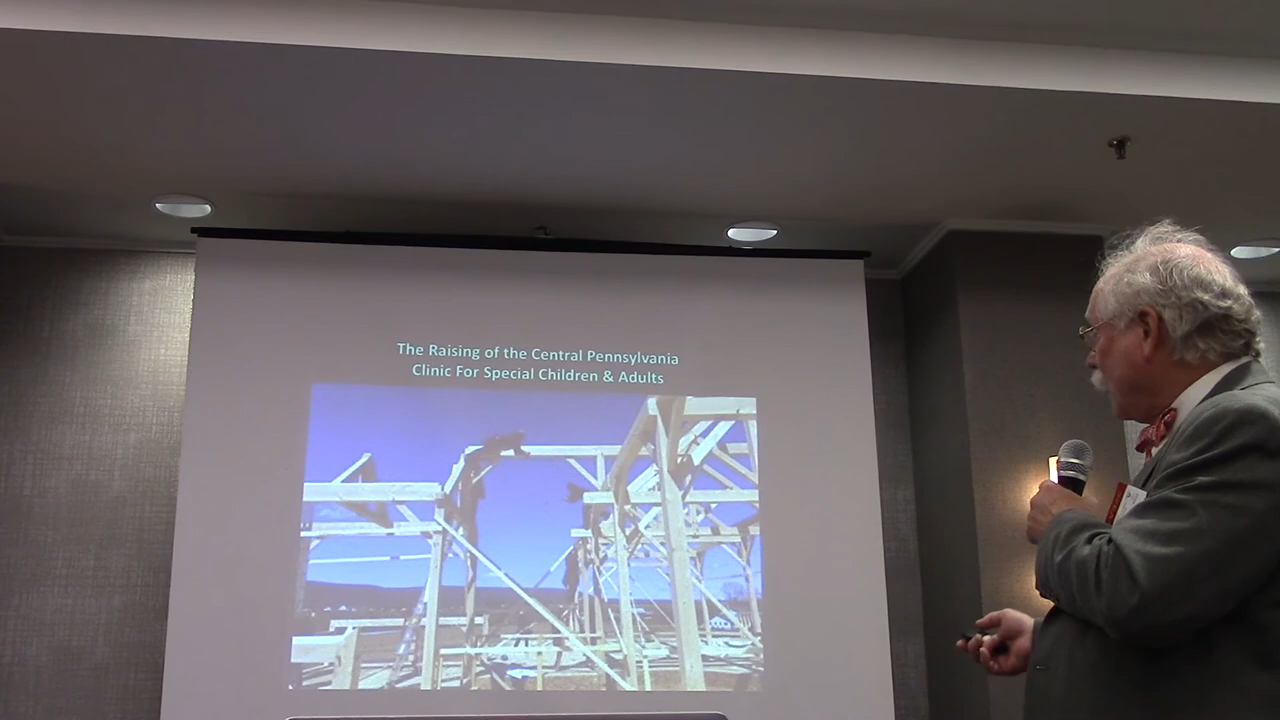 The Raising of the Central Pennsylvania
Clinic For Special Children & Adults